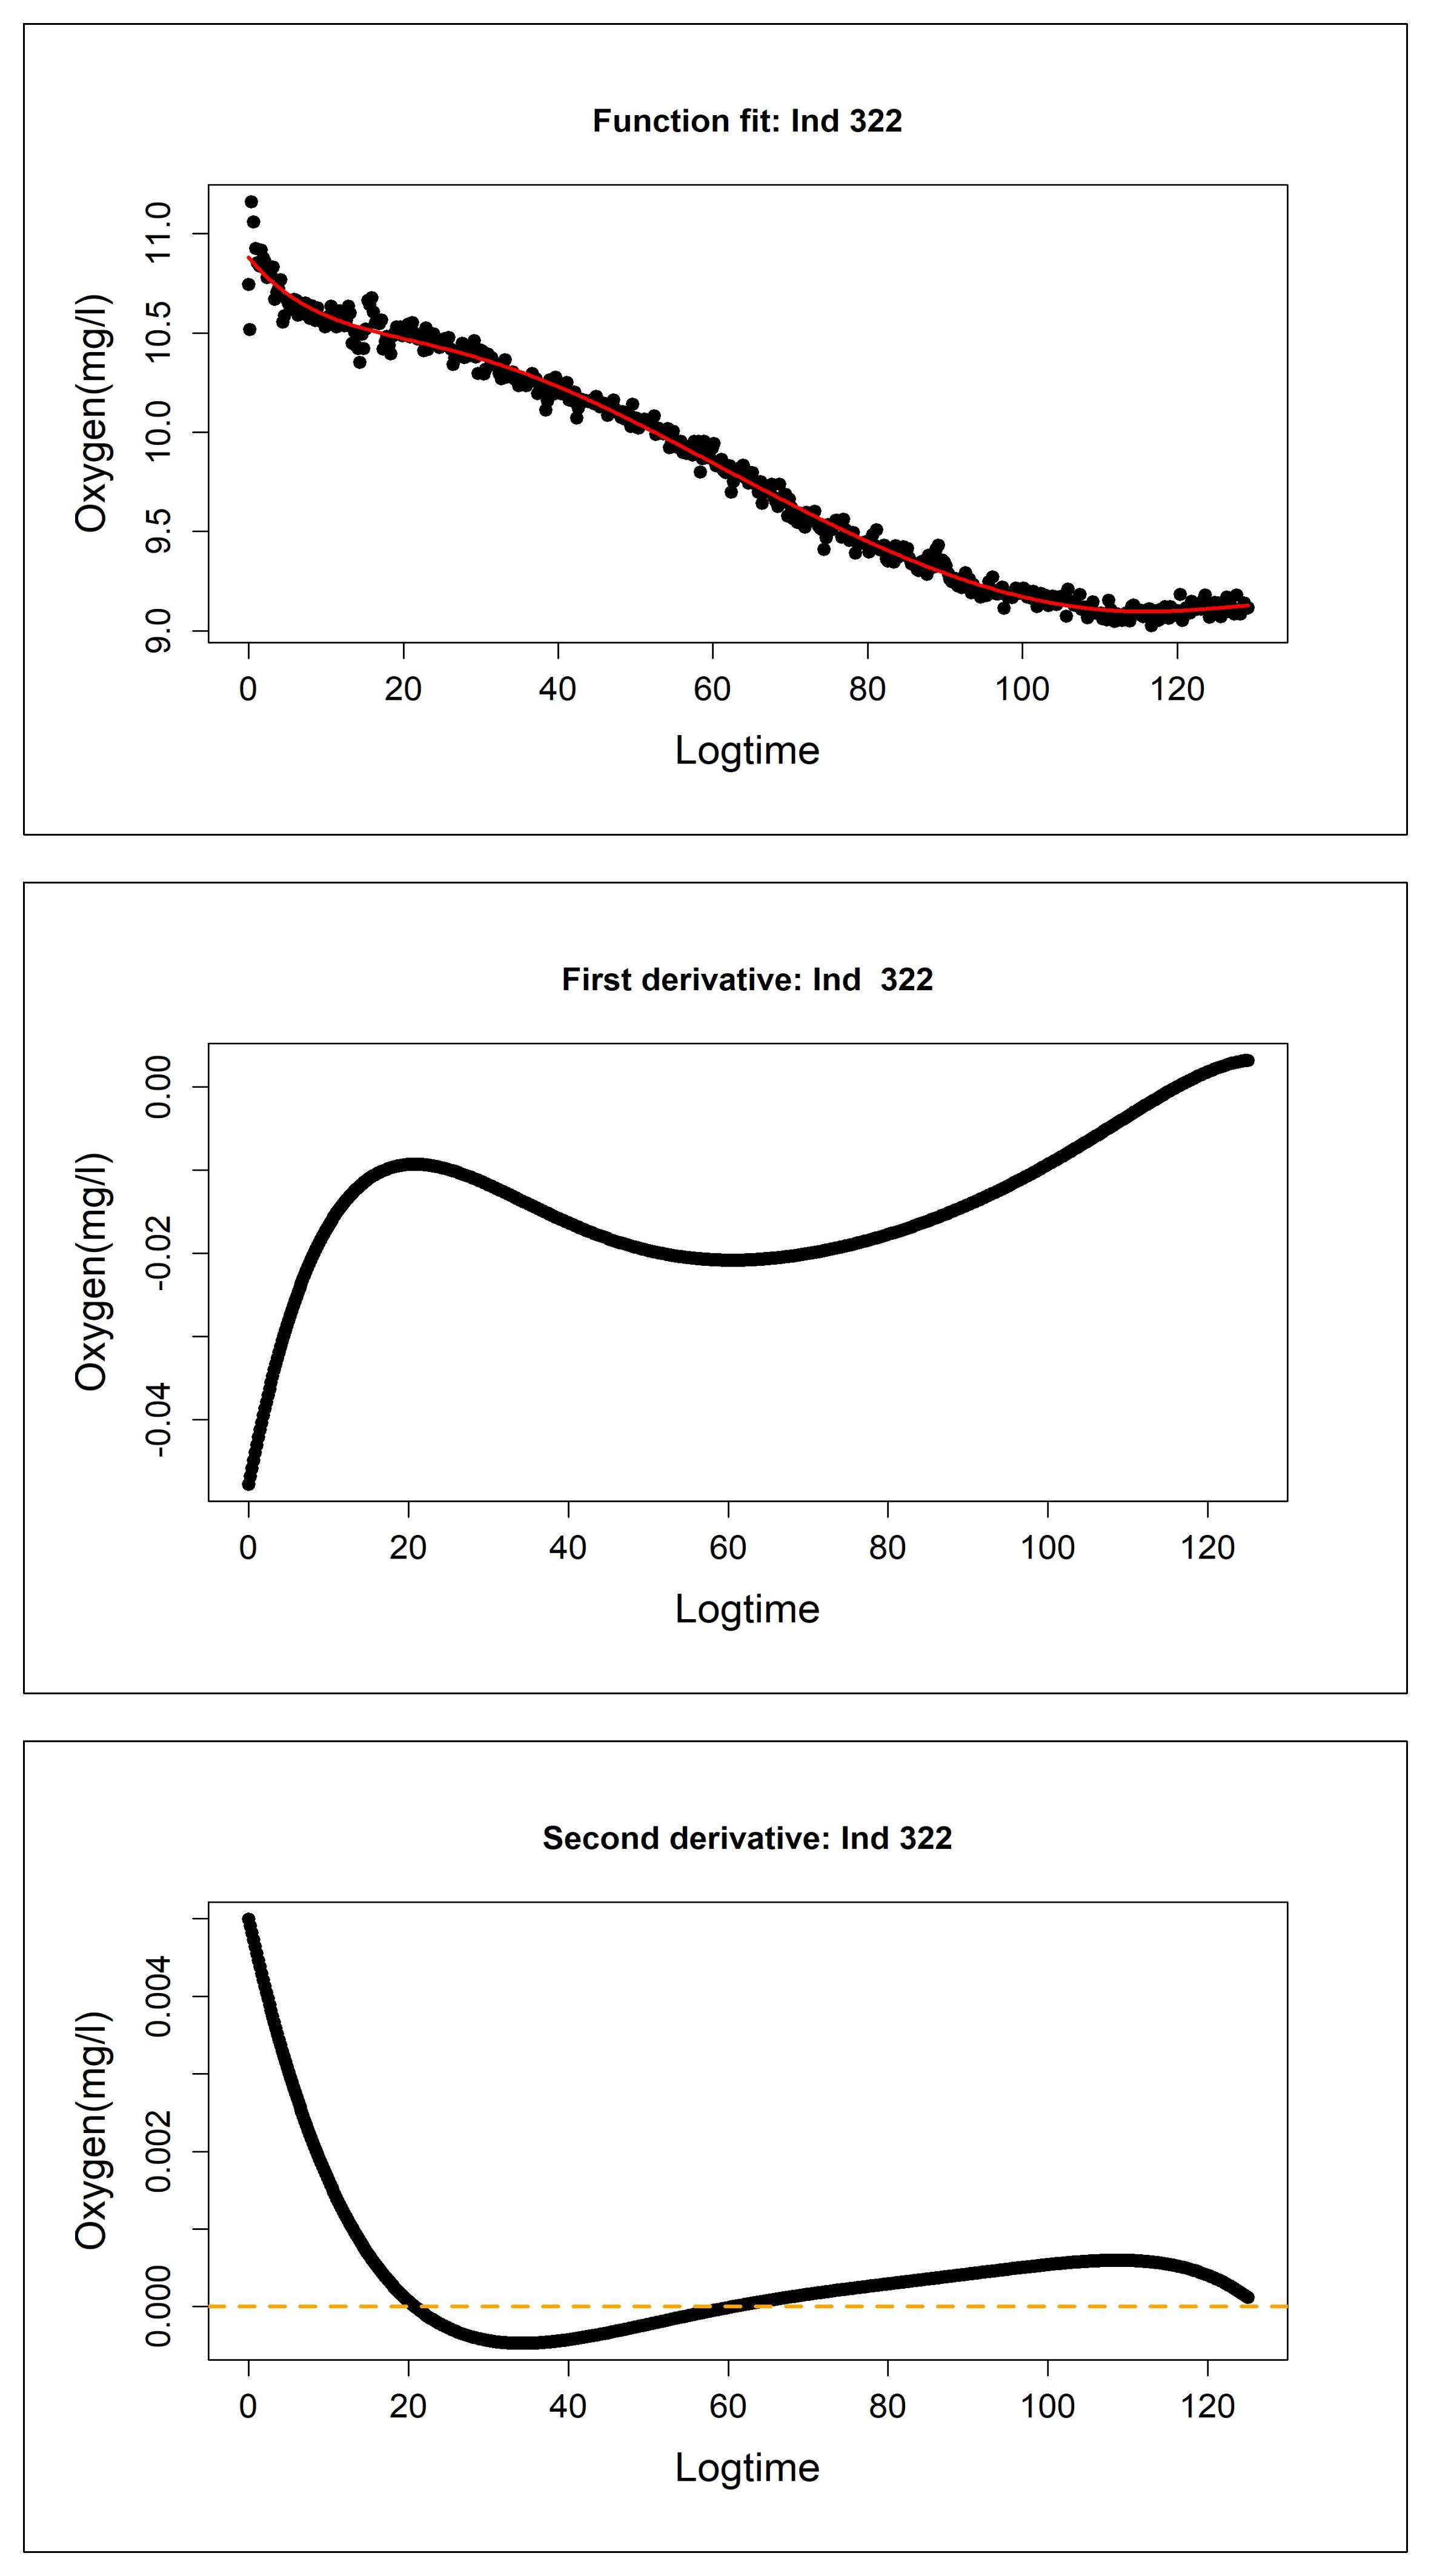 Function fit: Ind 322
11.0
10.5
10.0
9.5
9.0
Oxygen(mg/l)
0 20 40 60 80 100 120
Logtime
First derivative: Ind  322
0.00
-0.02
-0.04
Oxygen(mg/l)
0 20 40 60 80 100 120
Logtime
Second derivative: Ind 322
0.004
0.002
0.000
Oxygen(mg/l)
0 20 40 60 80 100 120
Logtime